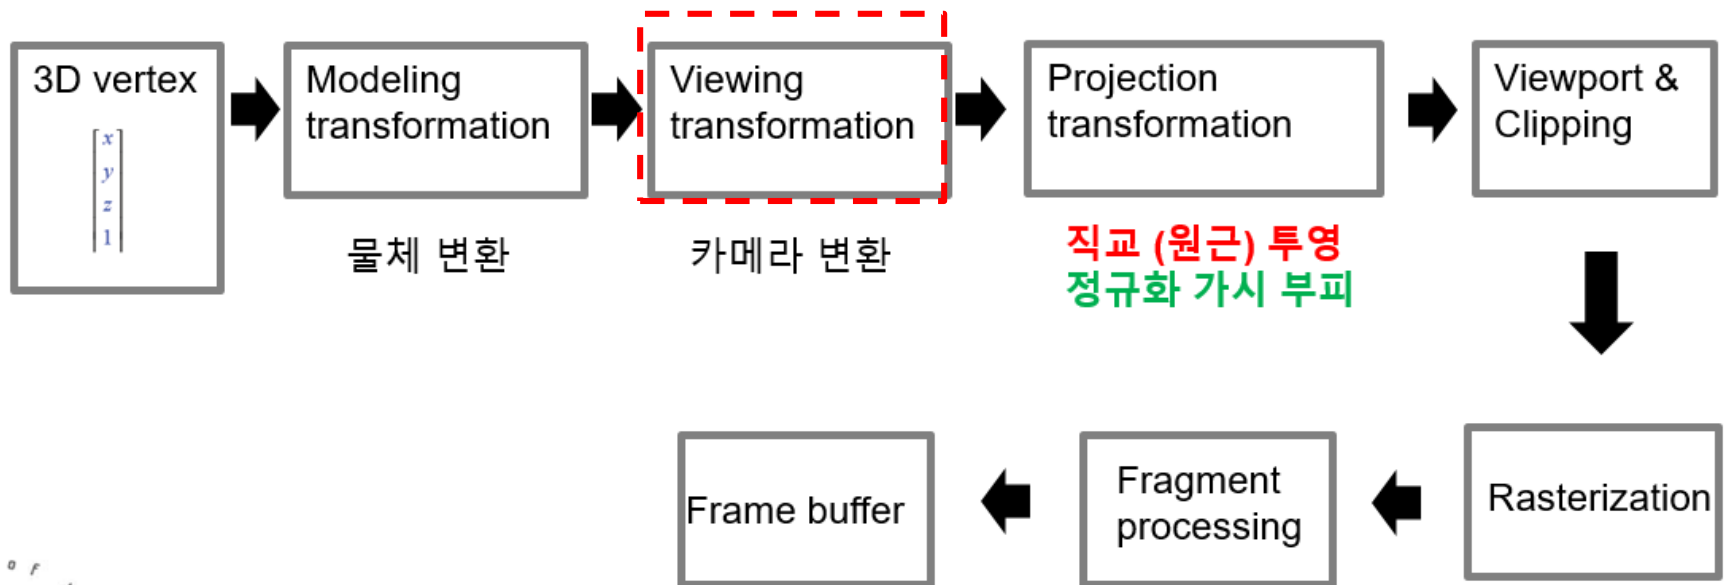 3D vertex
x
y
z
1
Modeling
transformation
물체 변환
Viewing
transformation
카메라 변환
Projection
transformation
직교 (원근) 투영
정규화 가시 부피
Viewport &
Clipping
Rasterization
Fragment
processing
Frame buffer
O F